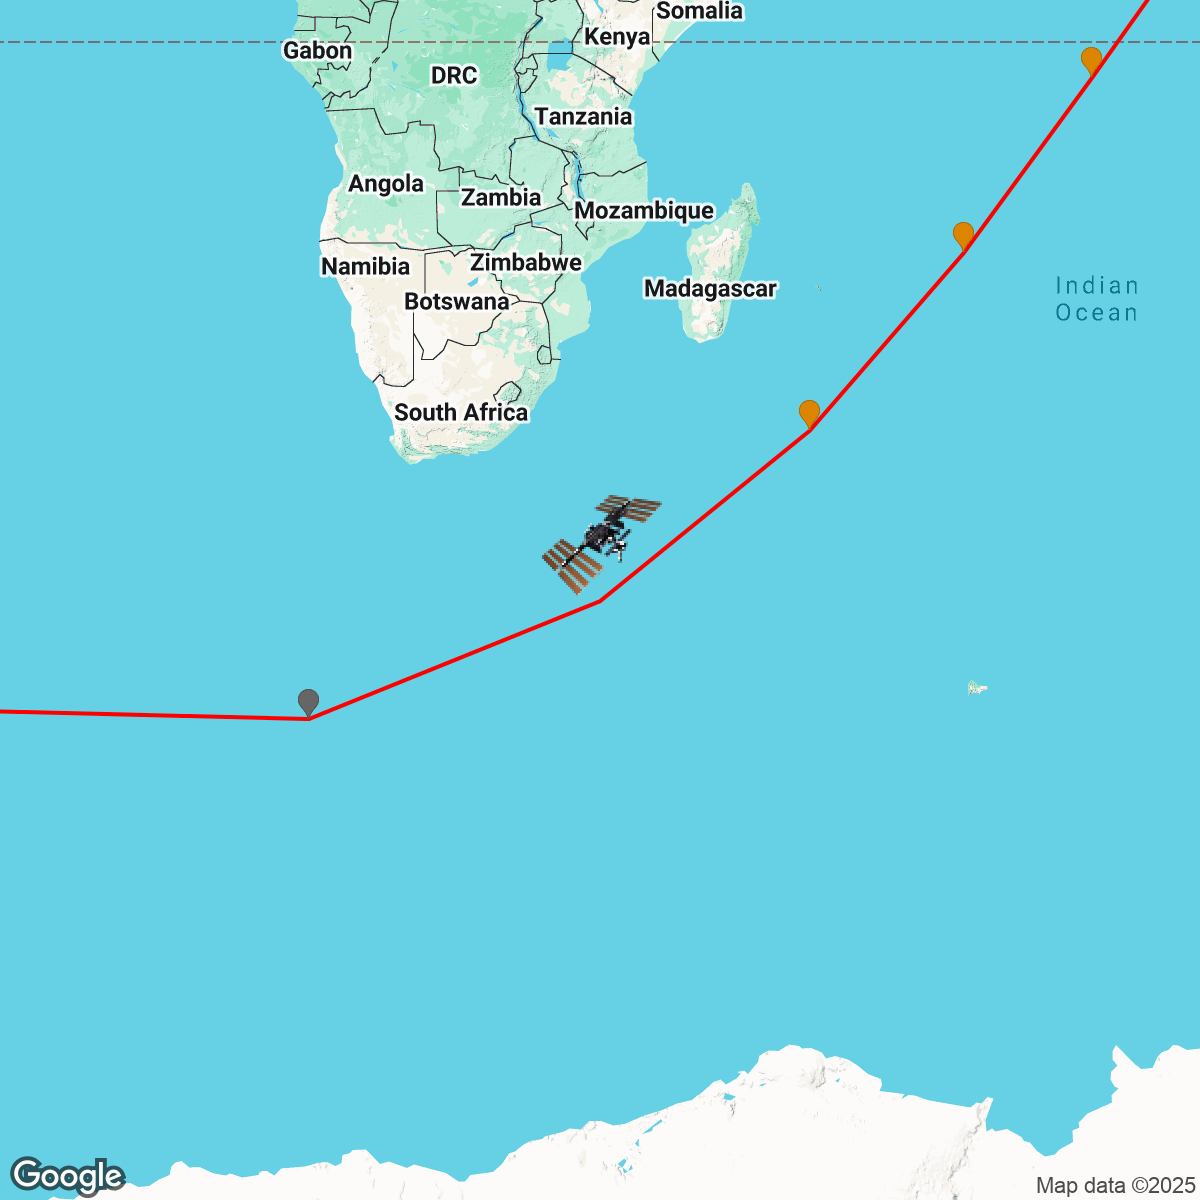 Somalia
Kenya
Gabon
DRC
Tanzania
Angola
Zambia
Mozambique
Namibia
Zimbabwe
Botswana
Madagascar
Indian
Ocean
South Africa
Google
Map data ©2025